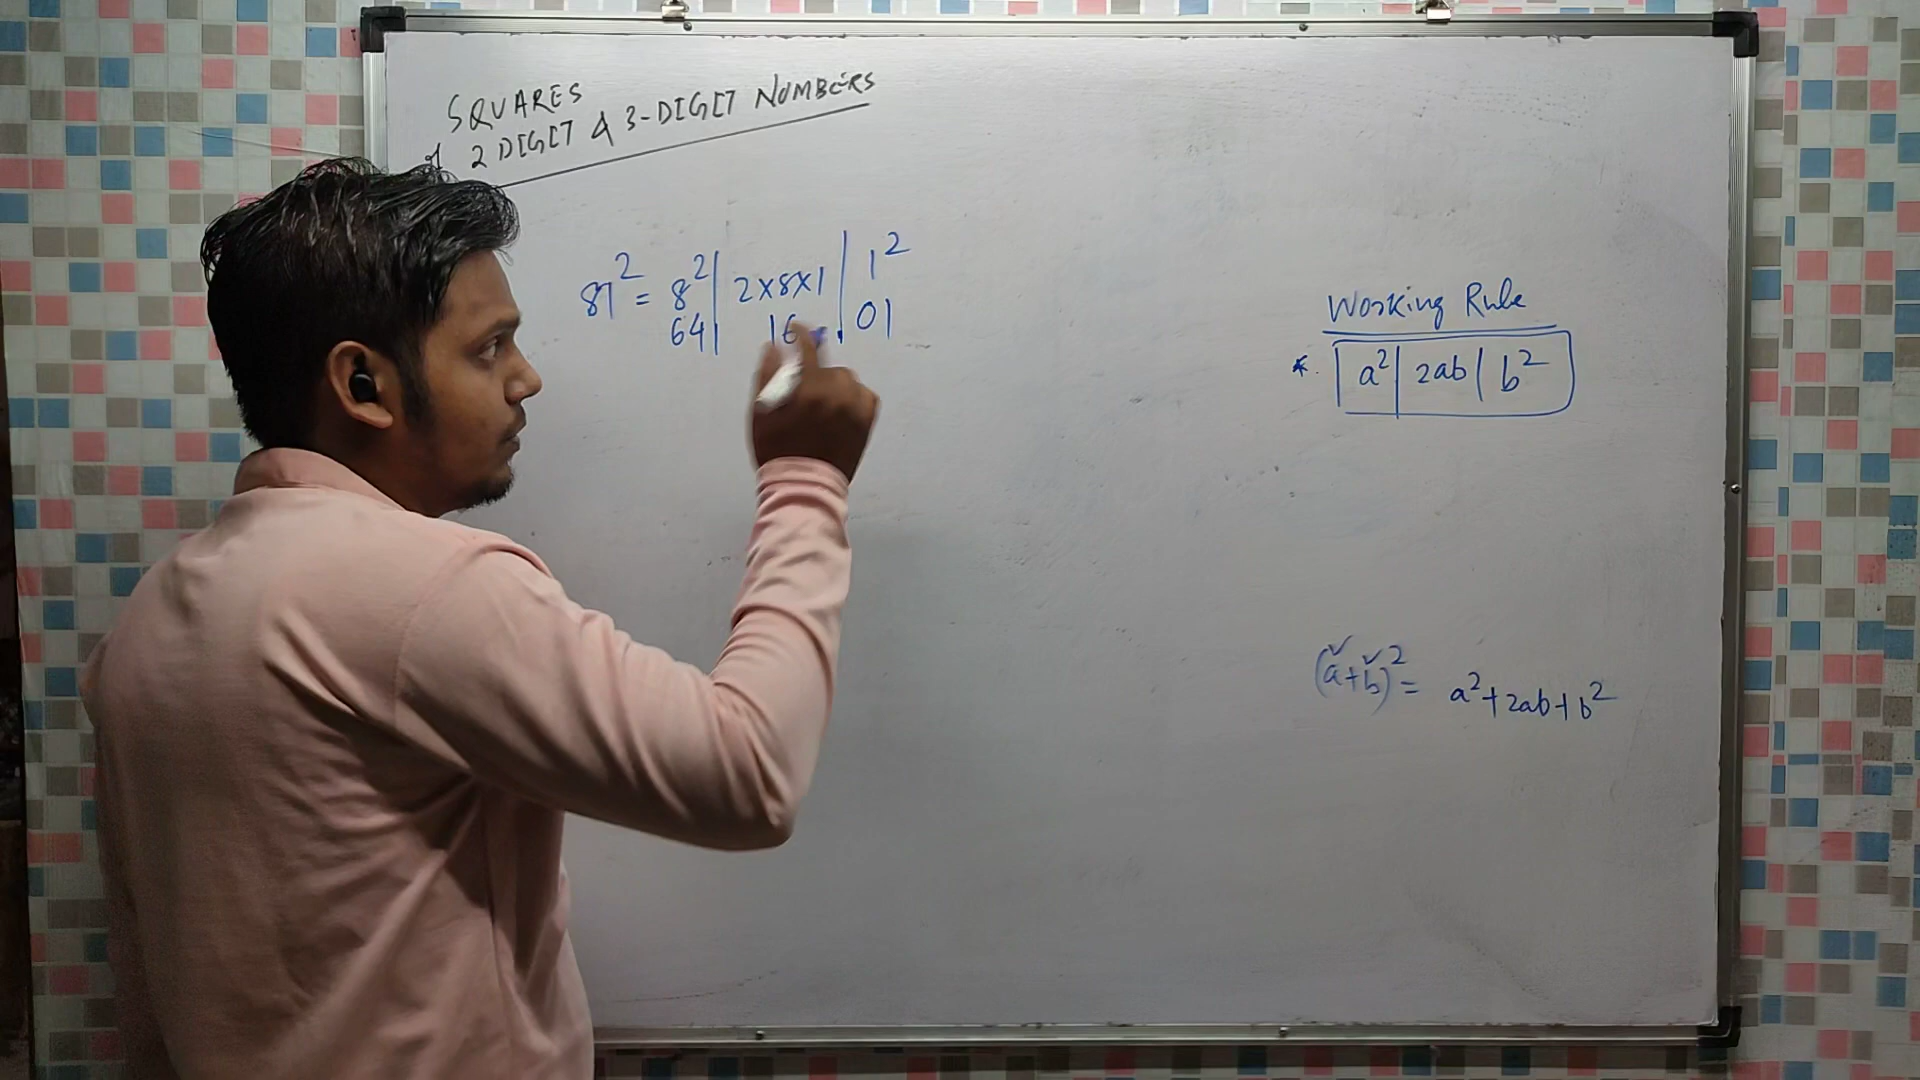 SQUARES
of 2 DIGIT & 3-DIGIT NUMBERS
81² = 8² | 2×8×1 | 1²
64 | 16 | 01
Working Rule
* | a² | 2ab | b²
(a+b)² = a²+2ab+b²